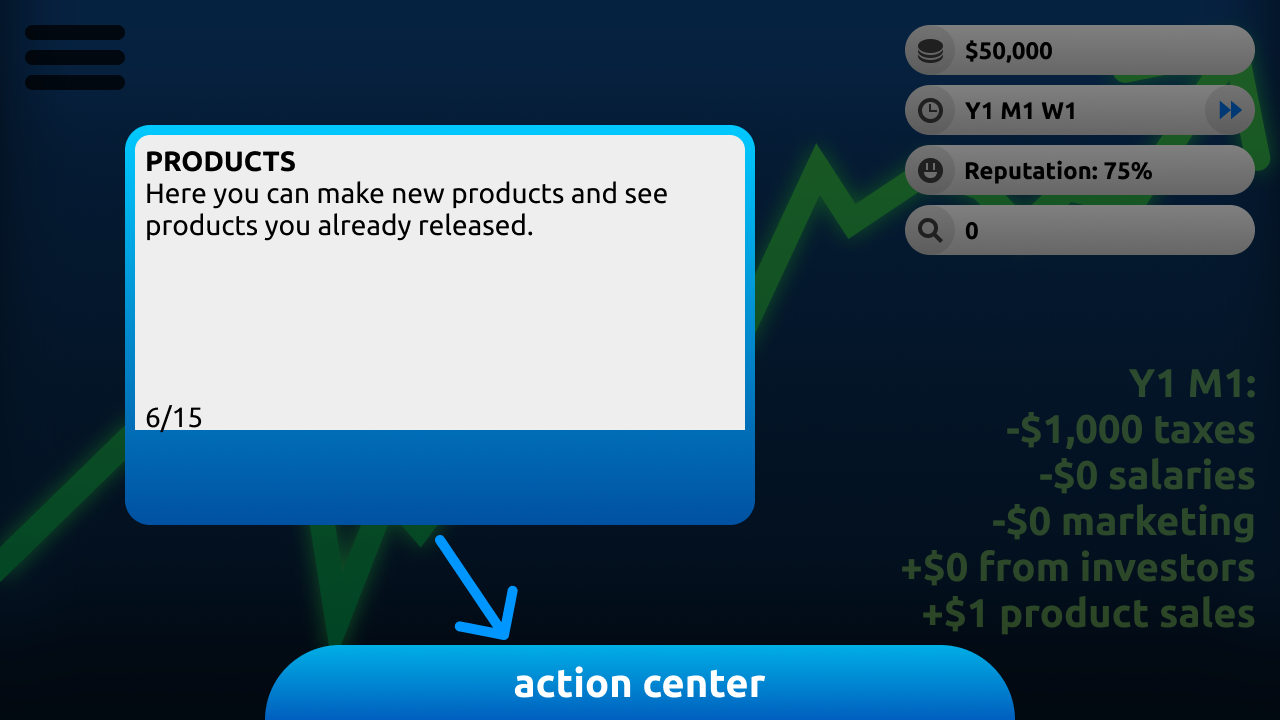 PRODUCTS
Here you can make new products and see
products you already released.
6/15
$50,000
Y1 M1 W1
Reputation: 75%
0
Y1 M1:
-$1,000 taxes
-$0 salaries
-$0 marketing
+$0 from investors
+$1 product sales
action center